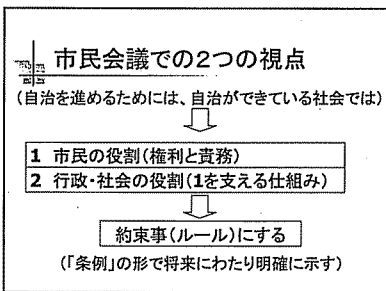 市民会議での2つの視点
(自治を進めるためには、自治ができている社会では)
1 市民の役割(権利と責務)
2 行政・社会の役割(1を支える仕組み)
約束事(ルール)にする
(「条例」の形で将来にわたり明確に示す)